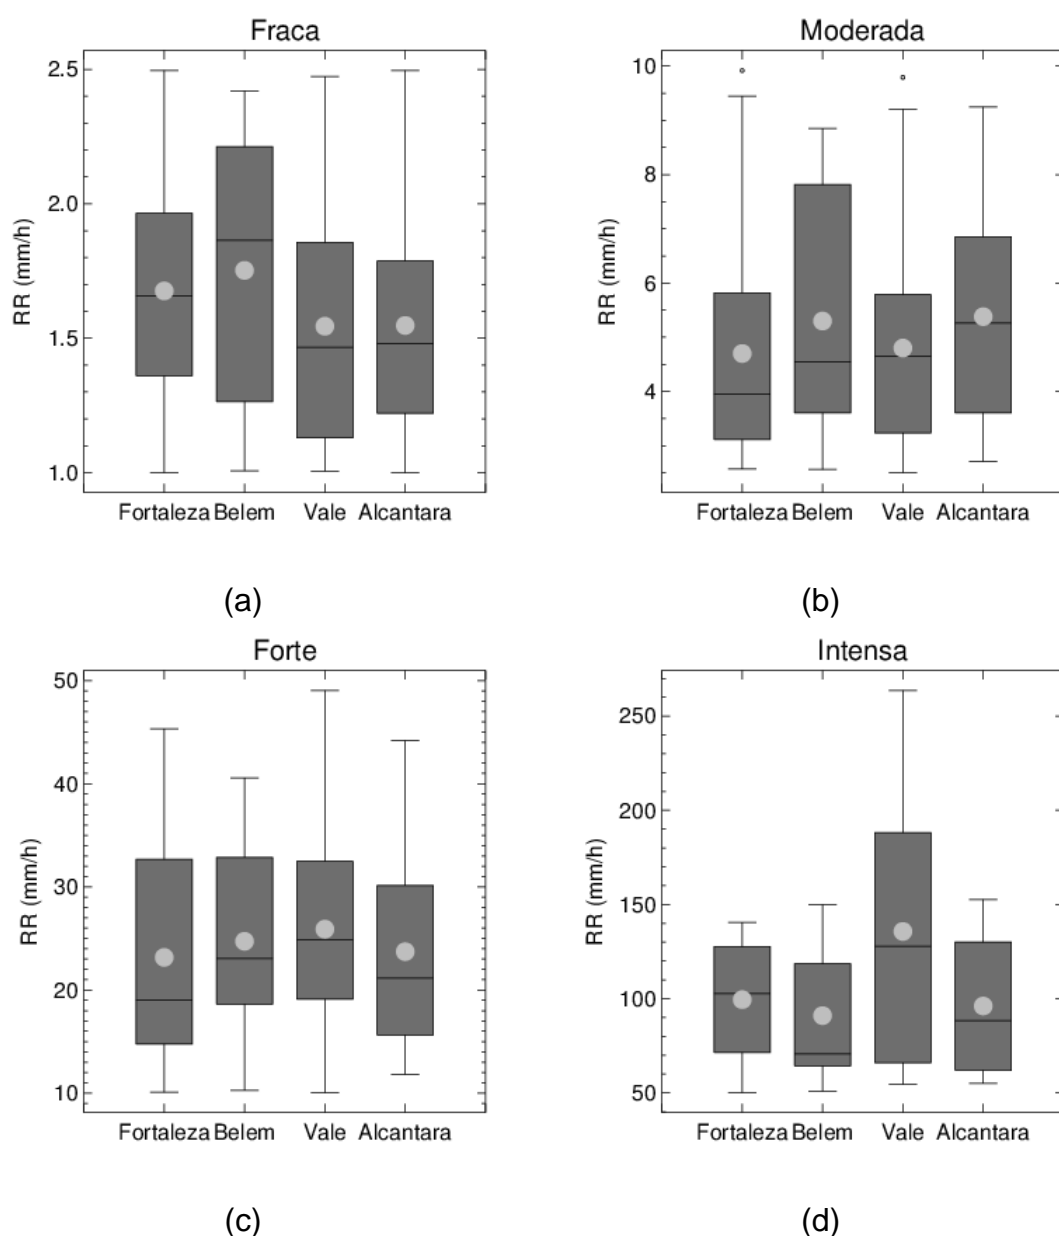 Fraca
2.5
2.0
1.5
1.0
RR (mm/h)
Fortaleza Belem Vale Alcantara
(a)
Moderada
10
8
6
4
RR (mm/h)
Fortaleza Belem Vale Alcantara
(b)
Forte
50
40
30
20
10
RR (mm/h)
Fortaleza Belem Vale Alcantara
(c)
Intensa
250
200
150
100
50
RR (mm/h)
Fortaleza Belem Vale Alcantara
(d)